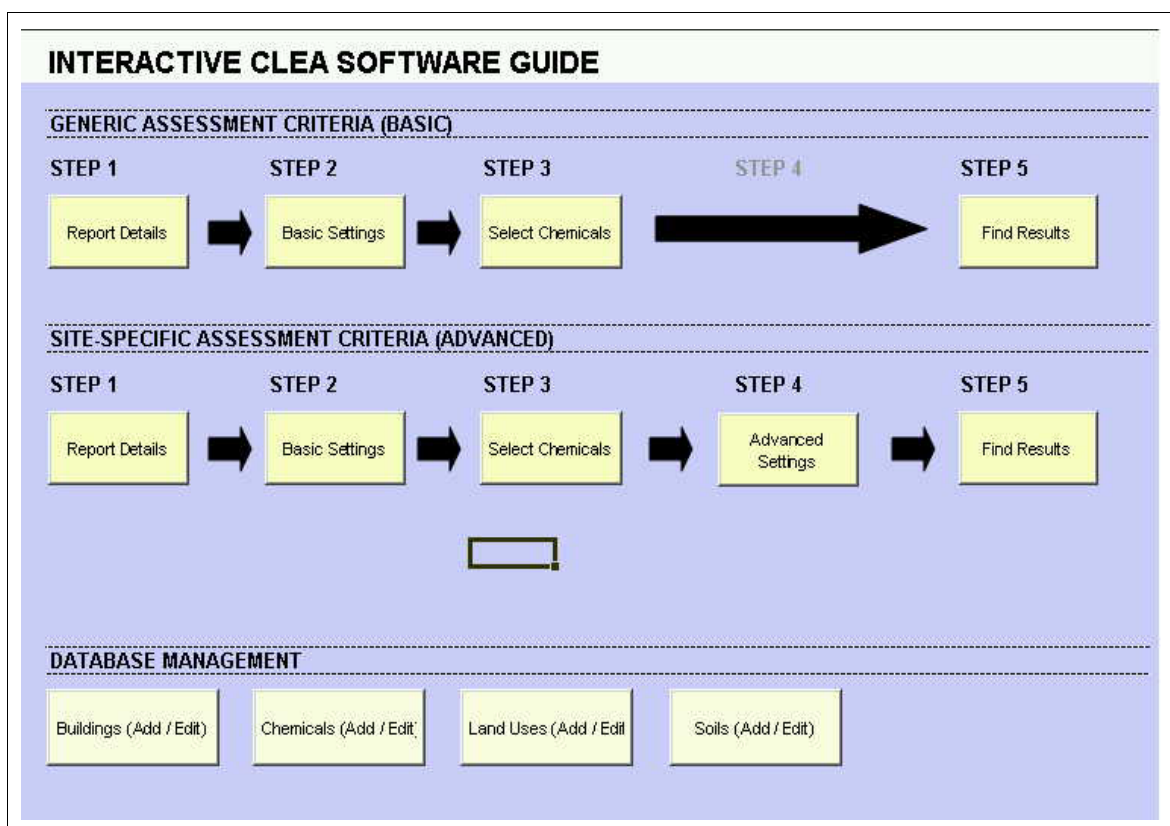 INTERACTIVE CLEA SOFTWARE GUIDE
GENERIC ASSESSMENT CRITERIA (BASIC)
STEP 1 STEP 2 STEP 3 STEP 4 STEP 5
Report Details Basic Settings Select Chemicals Find Results
SITE-SPECIFIC ASSESSMENT CRITERIA (ADVANCED)
STEP 1 STEP 2 STEP 3 STEP 4 STEP 5
Report Details Basic Settings Select Chemicals Advanced Settings Find Results
DATABASE MANAGEMENT
Buildings (Add / Edit) Chemicals (Add / Edit) Land Uses (Add / Edit Soils (Add / Edit)